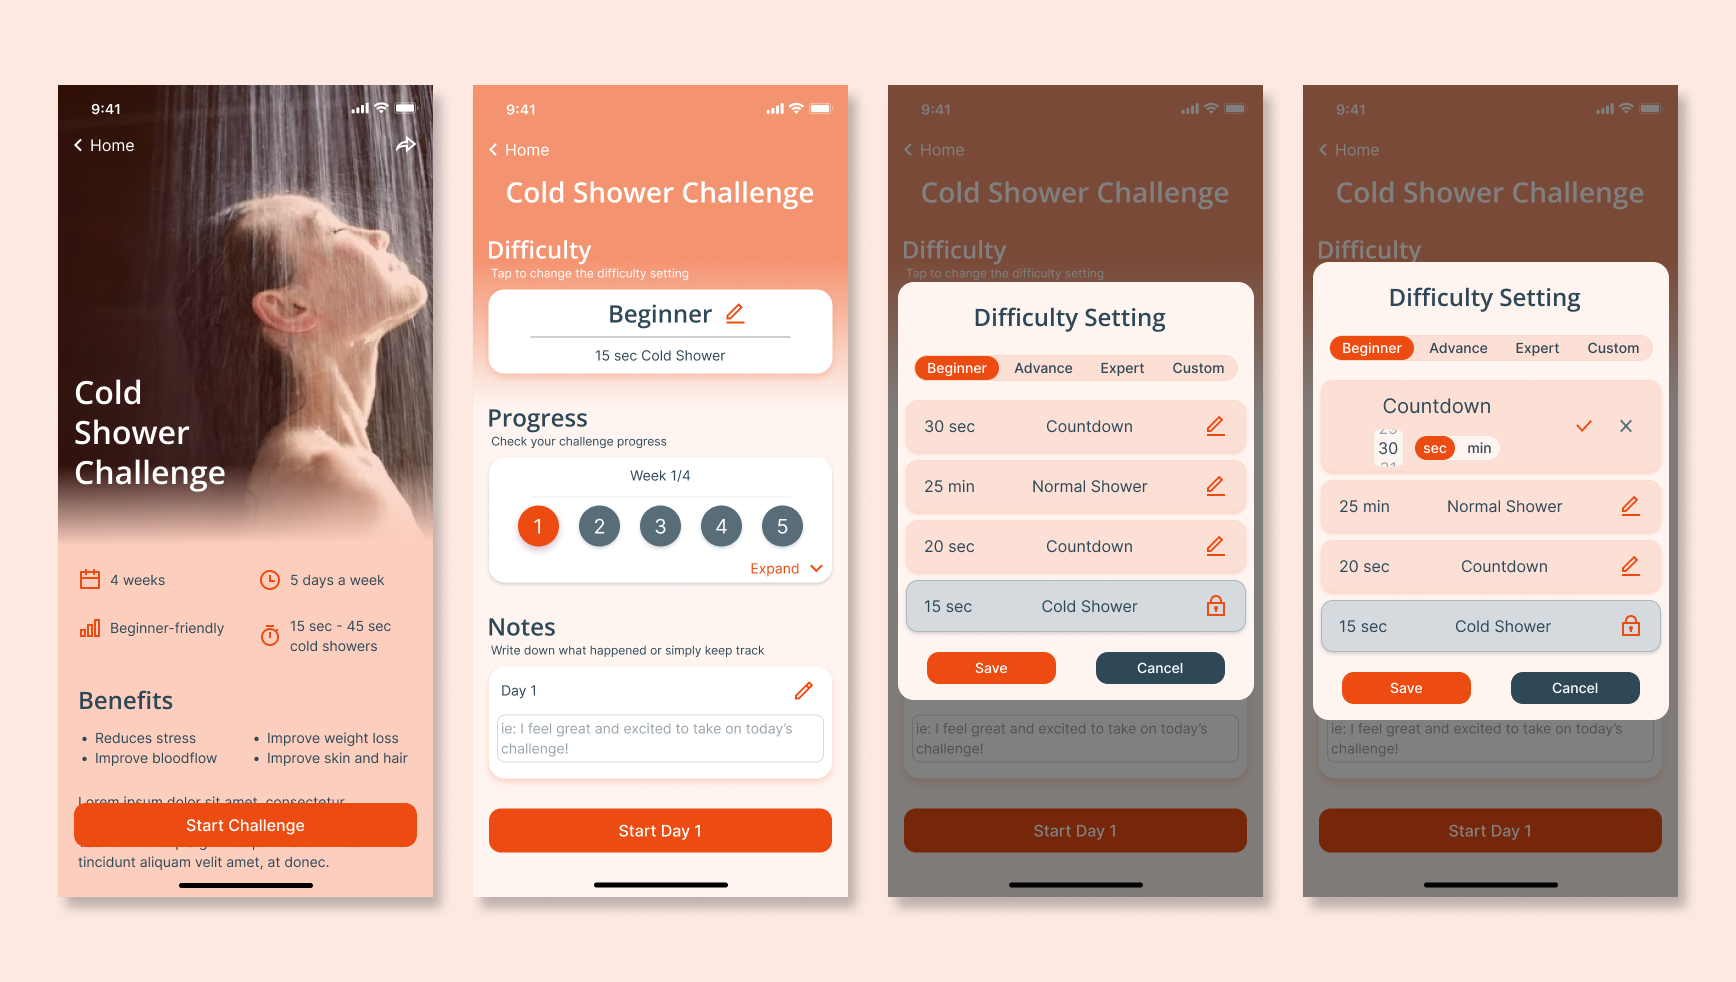 9:41
Home
Cold
Shower
Challenge
4 weeks
5 days a week
Beginner-friendly
15 sec - 45 sec
cold showers
Benefits
• Reduces stress
• Improve bloodflow
• Improve weight loss
• Improve skin and hair
Lorem ipsum dolor sit amet, consectetur
Start Challenge
tincidunt aliquam velit amet, at donec.
9:41
Home
Cold Shower Challenge
Difficulty
Tap to change the difficulty setting
Beginner
15 sec Cold Shower
Progress
Check your challenge progress
Week 1/4
1 2 3 4 5
Expand
Notes
Write down what happened or simply keep track
Day 1
ie: I feel great and excited to take on today's
challenge!
Start Day 1
9:41
Home
Cold Shower Challenge
Difficulty
Tap to change the difficulty setting
Difficulty Setting
Beginner Advance Expert Custom
30 sec Countdown
25 min Normal Shower
20 sec Countdown
15 sec Cold Shower
Save Cancel
ie: I feel great and excited to take on today's
challenge!
Start Day 1
9:41
Home
Cold Shower Challenge
Difficulty
Difficulty Setting
Beginner Advance Expert Custom
Countdown
30 sec min
31
25 min Normal Shower
20 sec Countdown
15 sec Cold Shower
Save Cancel
ie: I feel great and excited to take on today's
challenge!
Start Day 1